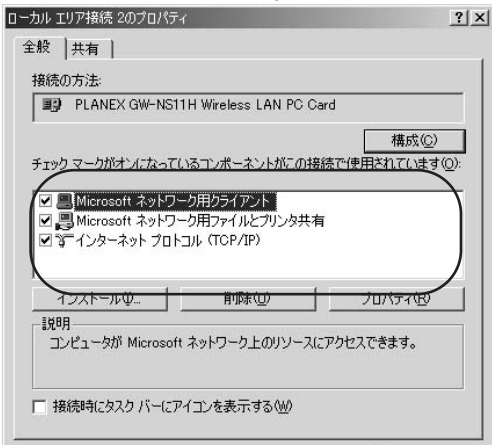 ローカル エリア接続 2のプロパティ
? ×
全般 共有
接続の方法:
PLANEX GW-NS11H Wireless LAN PC Card
構成(C)
チェック マークがオンになっているコンポーネントがこの接続で使用されています(O):
Microsoft ネットワーク用クライアント
Microsoft ネットワーク用ファイルとプリンタ共有
インターネット プロトコル (TCP/IP)
インストール(I)... 削除(U) プロパティ(R)
説明
コンピュータが Microsoft ネットワーク上のリソースにアクセスできます。
接続時にタスク バーにアイコンを表示する(W)